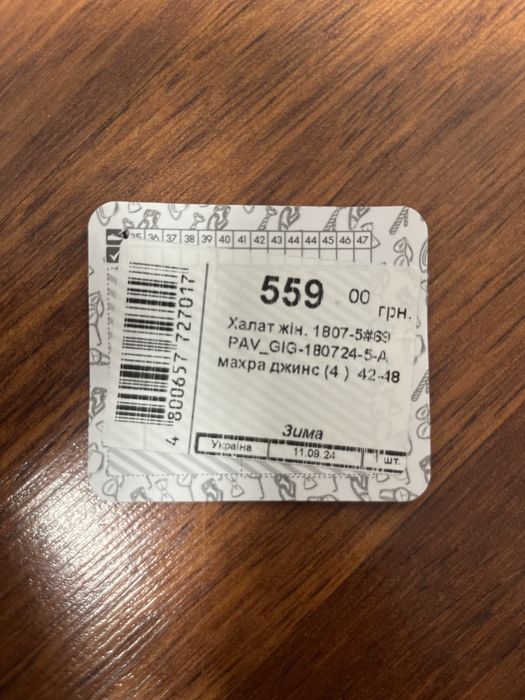 35 36 37 38 39 40 41 42 43 44 44 45 46 47
559 00 грн.
Халат жін. 1807-5#69
PAV_GIG-180724-5-A
махра джинс (4 ) 42-48
Зима
Україна 11.09.24 1 шт.
4 800657 727017